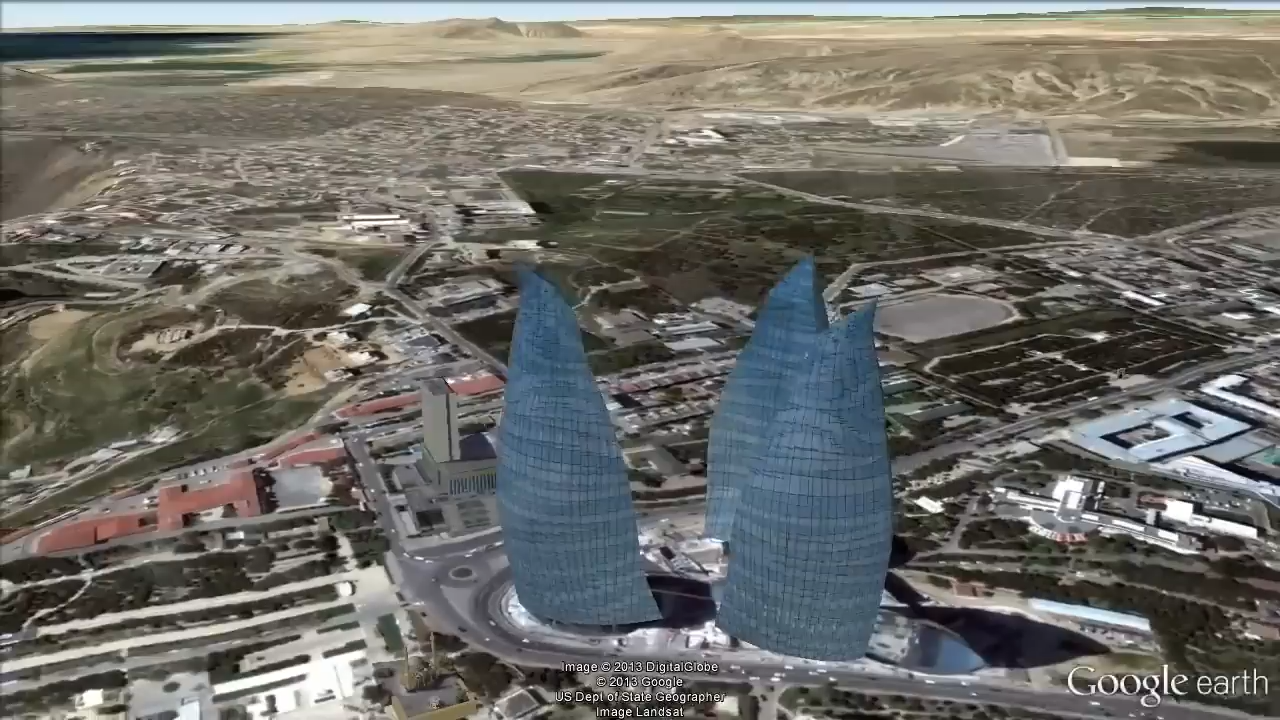 Image © 2013 DigitalGlobe
© 2013 Google
US Dept of State Geographer
Image Landsat
Google earth